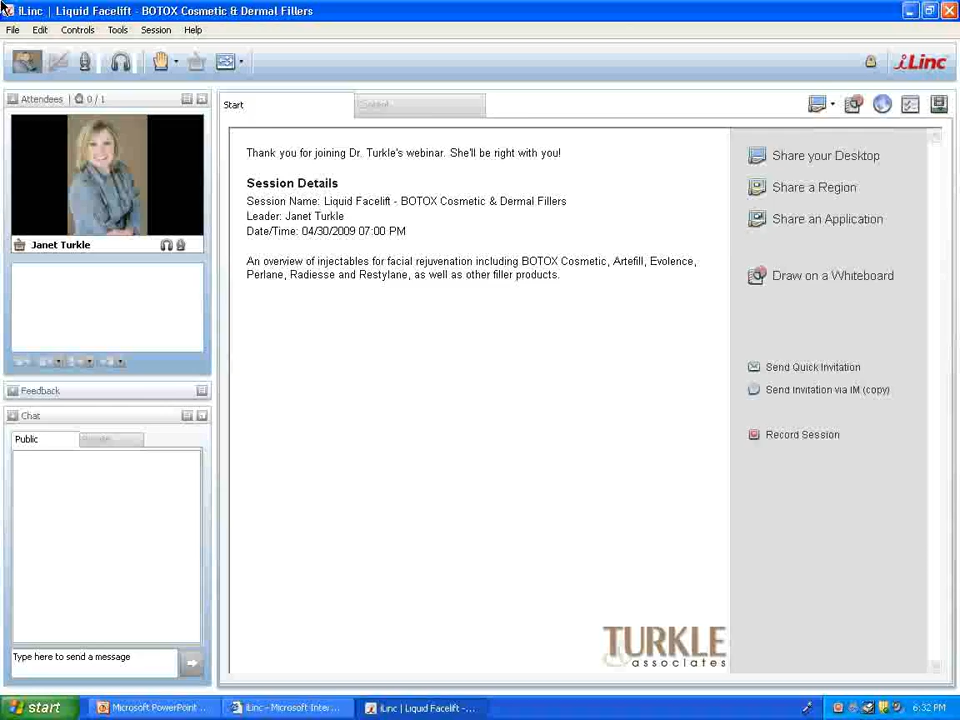 iLinc | Liquid Facelift - BOTOX Cosmetic & Dermal Fillers
File Edit Controls Tools Session Help
iLinc
Attendees | 0 / 1
Janet Turkle
Feedback
Chat
Public
Type here to send a message
Start
Thank you for joining Dr. Turkle's webinar. She'll be right with you!
Session Details
Session Name: Liquid Facelift - BOTOX Cosmetic & Dermal Fillers
Leader: Janet Turkle
Date/Time: 04/30/2009 07:00 PM
An overview of injectables for facial rejuvenation including BOTOX Cosmetic, Artefill, Evolence,
Perlane, Radiesse and Restylane, as well as other filler products.
TURKLE
associates
Share your Desktop
Share a Region
Share an Application
Draw on a Whiteboard
Send Quick Invitation
Send Invitation via IM (copy)
Record Session
start
Microsoft PowerPoint ...
iLinc - Microsoft Inter...
iLinc | Liquid Facelift -...
6:32 PM